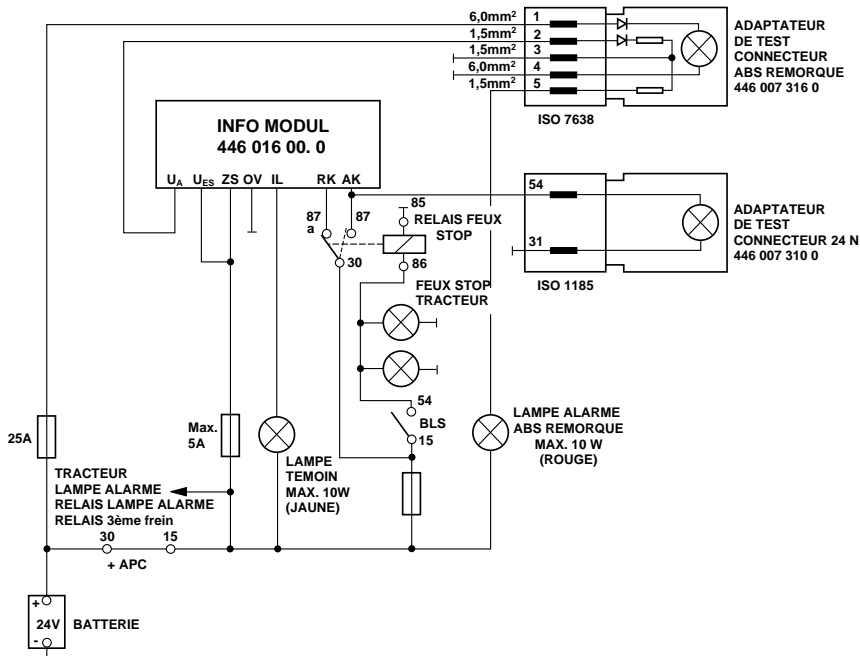 6,0mm² 1
1,5mm² 2
1,5mm² 3
6,0mm² 4
1,5mm² 5
ISO 7638
ADAPTATEUR
DE TEST
CONNECTEUR
ABS REMORQUE
446 007 316 0
INFO MODUL
446 016 00. 0
UA UES ZS OV IL RK AK
54
31
ISO 1185
ADAPTATEUR
DE TEST
CONNECTEUR 24 N
446 007 310 0
87
a
87
30
85
RELAIS FEUX
STOP
86
FEUX STOP
TRACTEUR
54
BLS
15
25A
Max.
5A
LAMPE
TEMOIN
MAX. 10W
(JAUNE)
LAMPE ALARME
ABS REMORQUE
MAX. 10 W
(ROUGE)
TRACTEUR
LAMPE ALARME
RELAIS LAMPE ALARME
RELAIS 3ème frein
30 15
+ APC
+
24V
-
BATTERIE